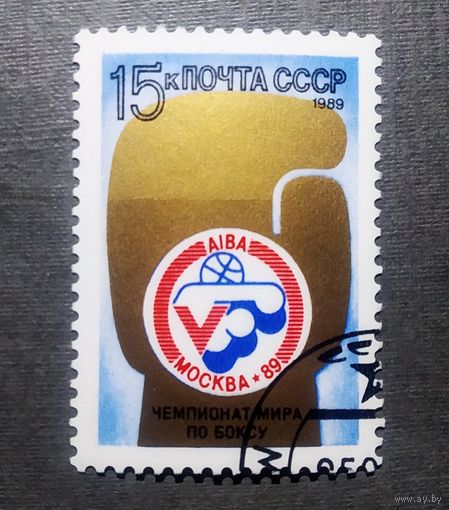 15к ПОЧТА СССР
1989
AIBA
V
МОСКВА ★ 89
ЧЕМПИОНАТ МИРА
ПО БОКСУ
www.ay.by